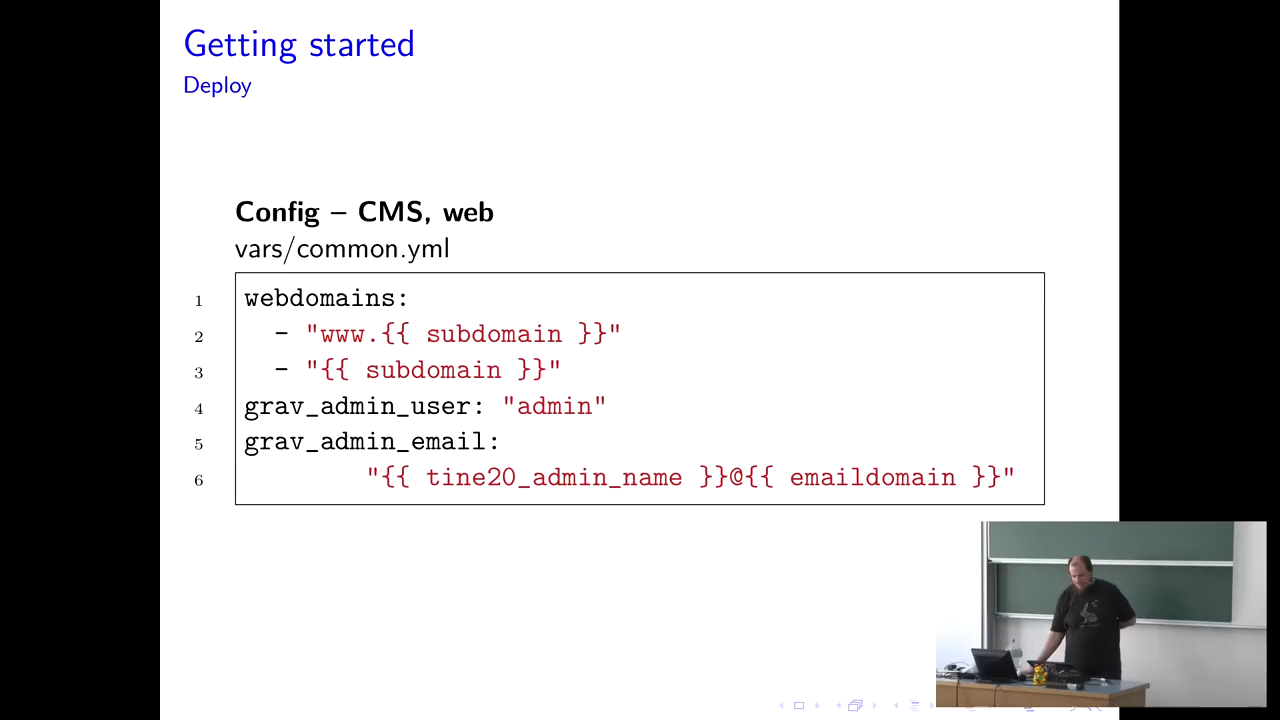 Getting started
Deploy
Config – CMS, web
vars/common.yml
1 webdomains:
2 - "www.{{ subdomain }}"
3 - "{{ subdomain }}"
4 grav_admin_user: "admin"
5 grav_admin_email:
6 "{{ tine20_admin_name }}@{{ emaildomain }}"